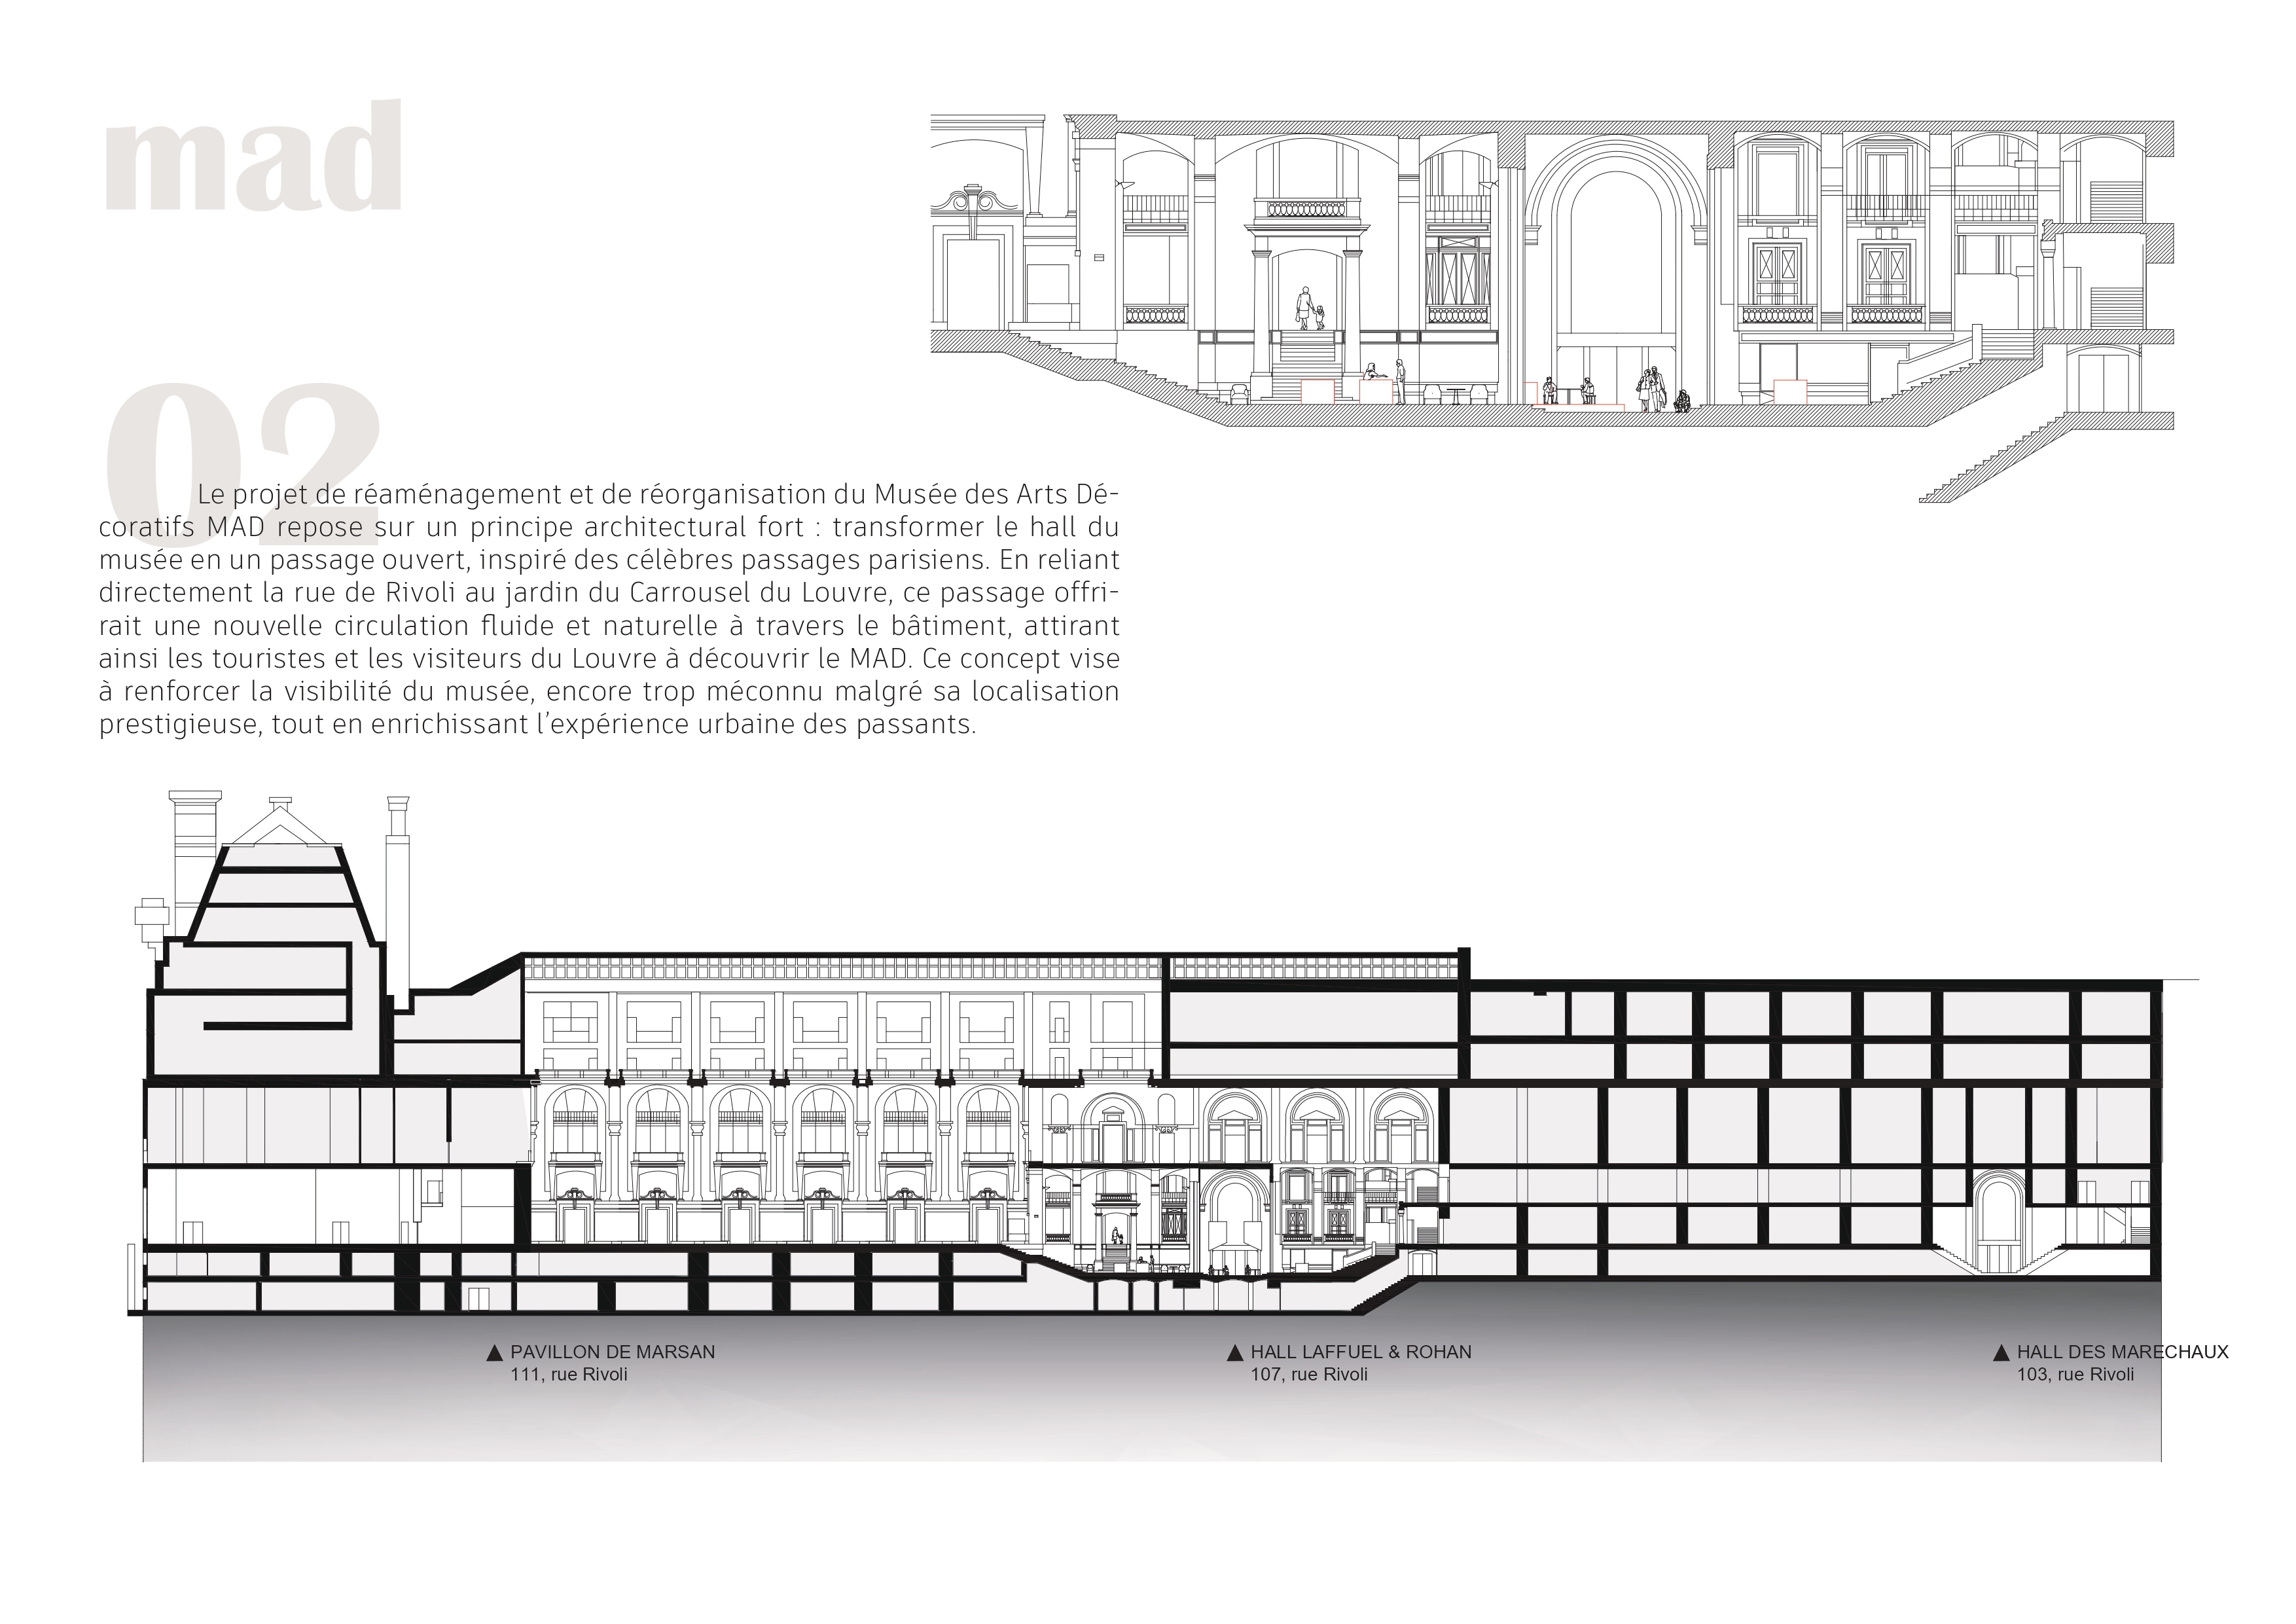 mad
02
Le projet de réaménagement et de réorganisation du Musée des Arts Dé-
coratifs MAD repose sur un principe architectural fort : transformer le hall du
musée en un passage ouvert, inspiré des célèbres passages parisiens. En reliant
directement la rue de Rivoli au jardin du Carrousel du Louvre, ce passage offri-
rait une nouvelle circulation fluide et naturelle à travers le bâtiment, attirant
ainsi les touristes et les visiteurs du Louvre à découvrir le MAD. Ce concept vise
à renforcer la visibilité du musée, encore trop méconnu malgré sa localisation
prestigieuse, tout en enrichissant l’expérience urbaine des passants.
▲ PAVILLON DE MARSAN
111, rue Rivoli
▲ HALL LAFFUEL & ROHAN
107, rue Rivoli
▲ HALL DES MARECHAUX
103, rue Rivoli